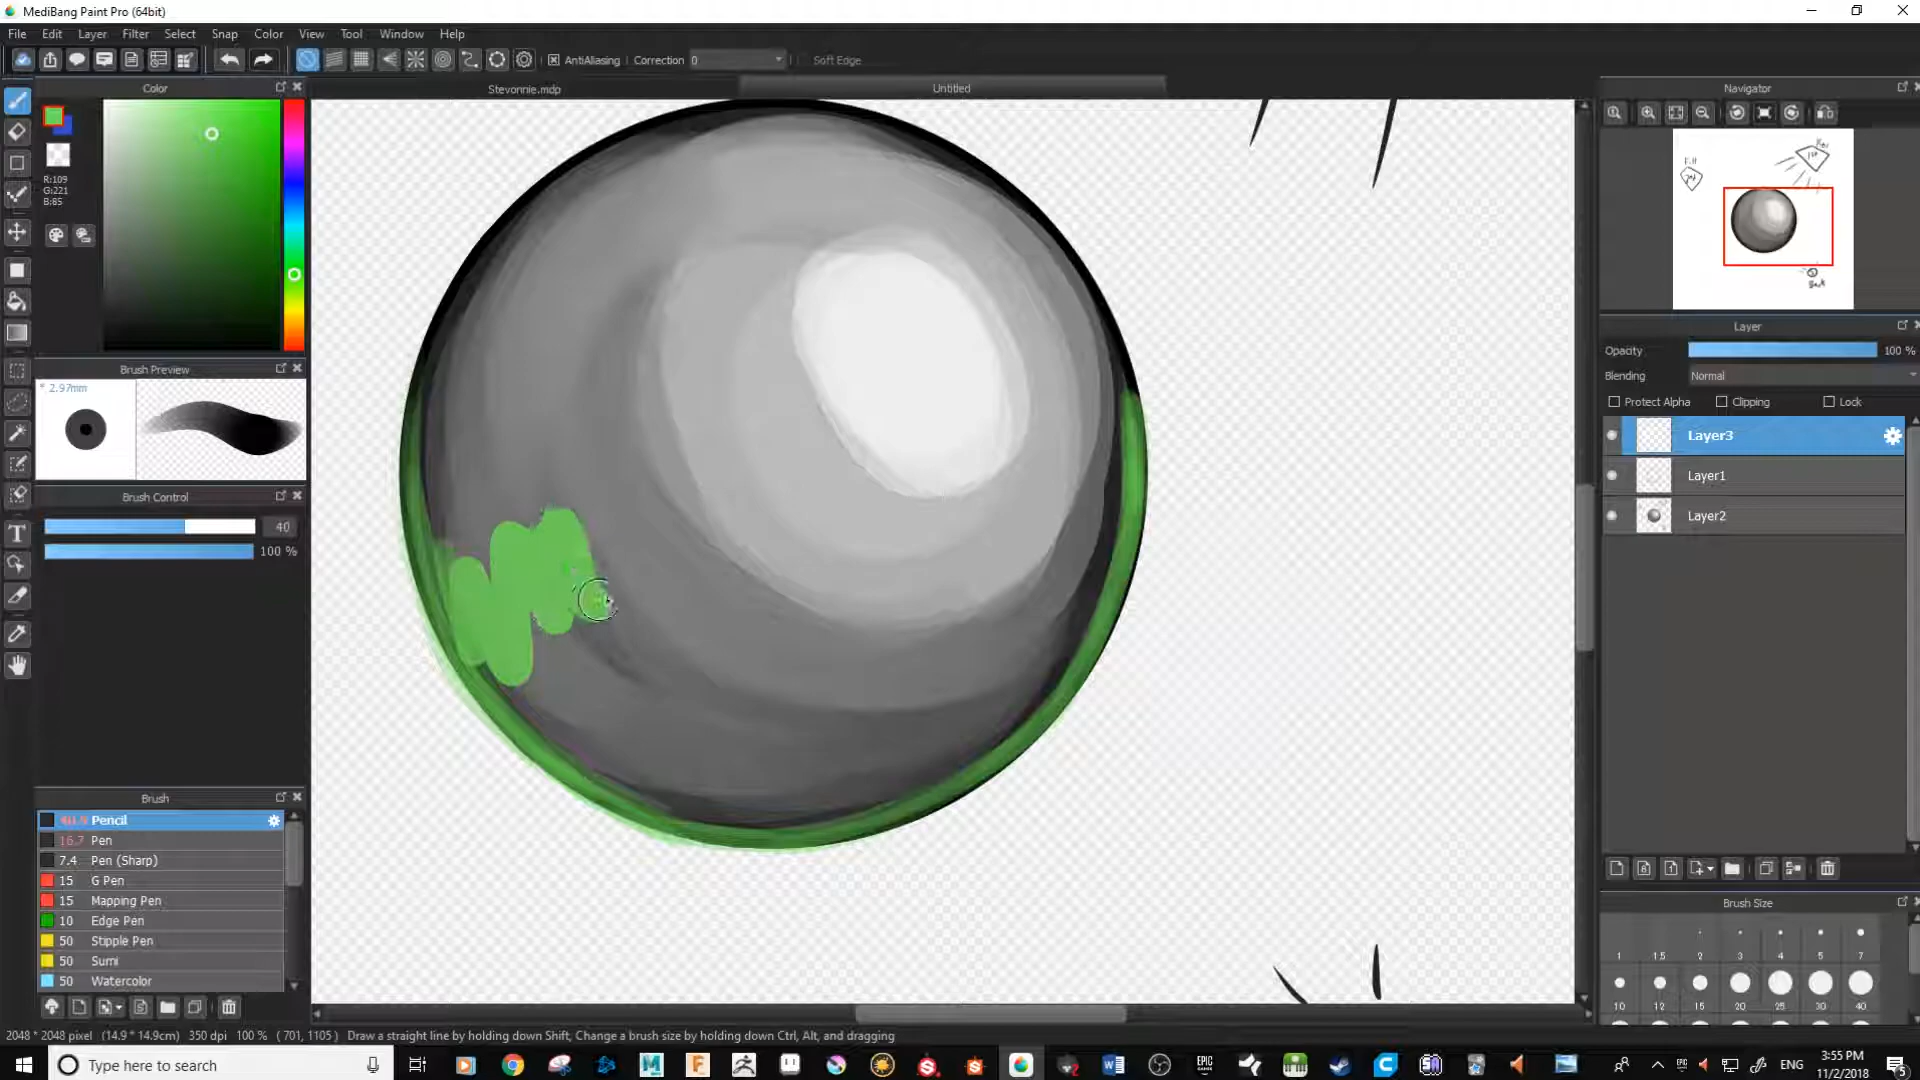 MediBang Paint Pro (64bit)
File Edit Layer Filter Select Snap Color View Tool Window Help
AntiAliasing Correction 0 Soft Edge
Color
Stevonnie.mdp
Untitled
Navigator
R:109
G:221
B:85
Brush Preview
* 2.97mm
Layer
Opacity 100 %
Blending Normal
Protect Alpha Clipping Lock
Layer3
Layer1
Layer2
Brush Control
40
100 %
Brush
Pencil
16.7 Pen
7.4 Pen (Sharp)
15 G Pen
15 Mapping Pen
10 Edge Pen
50 Stipple Pen
50 Sumi
50 Watercolor
Brush Size
1 1.5 2 3 4 5 7
10 12 15 20 25 30 40
2048 * 2048 pixel (14.9 * 14.9cm) 350 dpi 100 % ( 701, 1105 ) Draw a straight line by holding down Shift, Change a brush size by holding down Ctrl, Alt, and dragging
Type here to search
EPIC GAMES
ENG
3:55 PM
11/2/2018
5